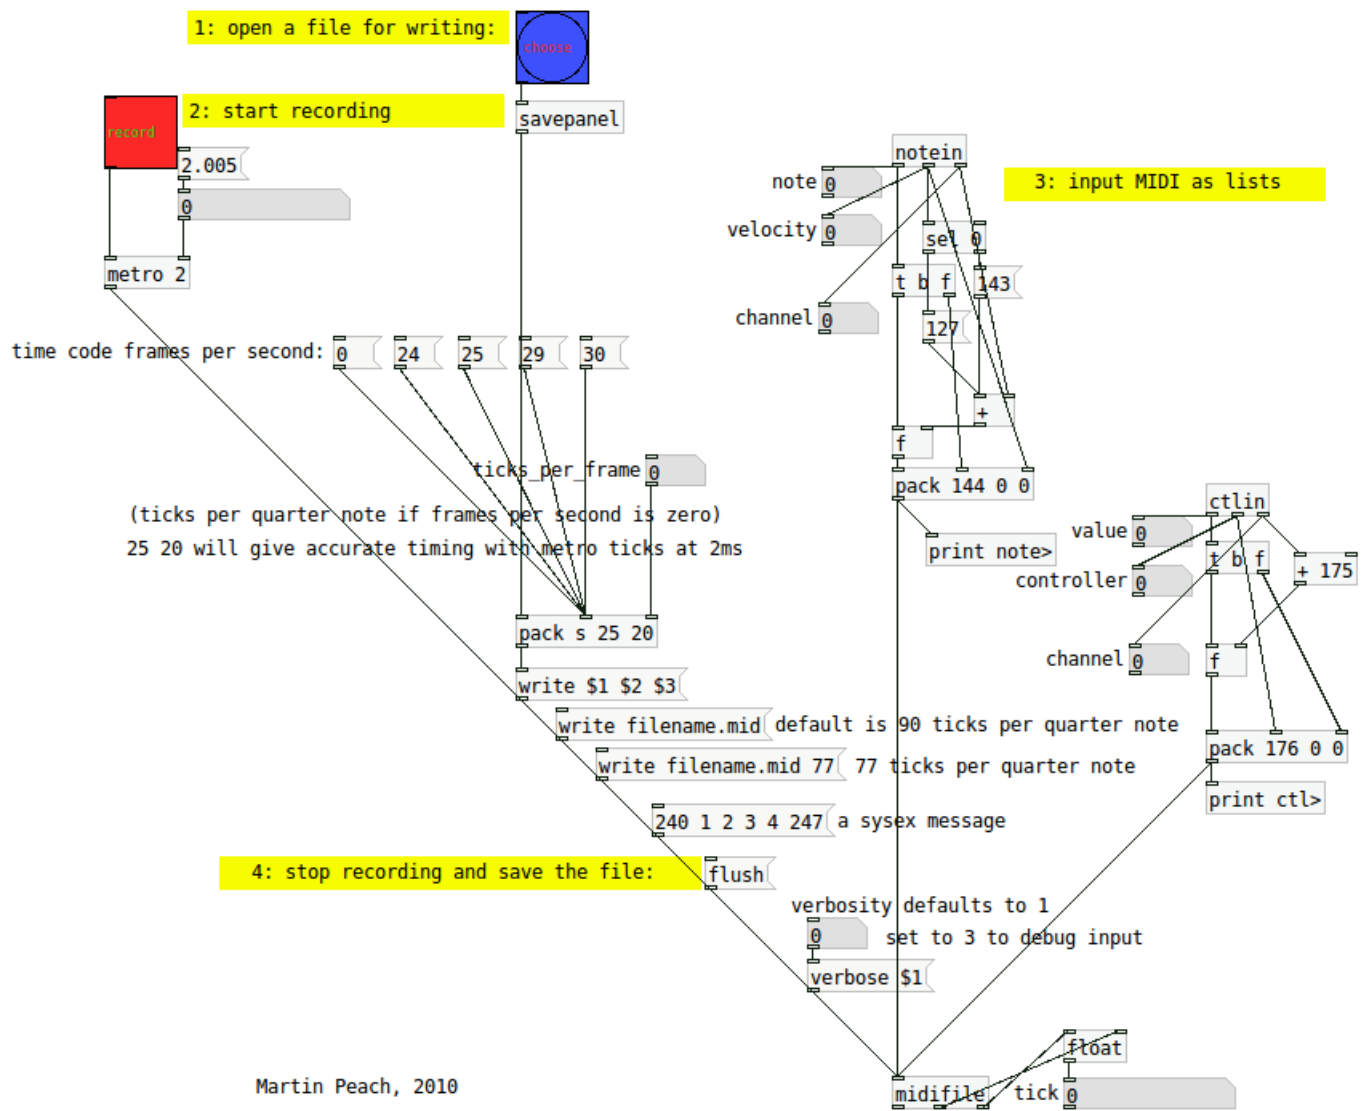 1: open a file for writing:
choose
2: start recording
record
savepanel
2.005
0
metro 2
notein
note 0
3: input MIDI as lists
velocity 0
sel 0
t b f
143
channel 0
127
time code frames per second: 0 24 25 29 30
+
f
ticks_per_frame 0
pack 144 0 0
(ticks per quarter note if frames per second is zero)
25 20 will give accurate timing with metro ticks at 2ms
print note>
ctlin
value 0
t b f
+ 175
controller 0
pack s 25 20
channel 0
f
write $1 $2 $3
write filename.mid default is 90 ticks per quarter note
pack 176 0 0
write filename.mid 77 77 ticks per quarter note
print ctl>
240 1 2 3 4 247 a sysex message
4: stop recording and save the file: flush
verbosity defaults to 1
0 set to 3 to debug input
verbose $1
float
Martin Peach, 2010
midifile
tick 0